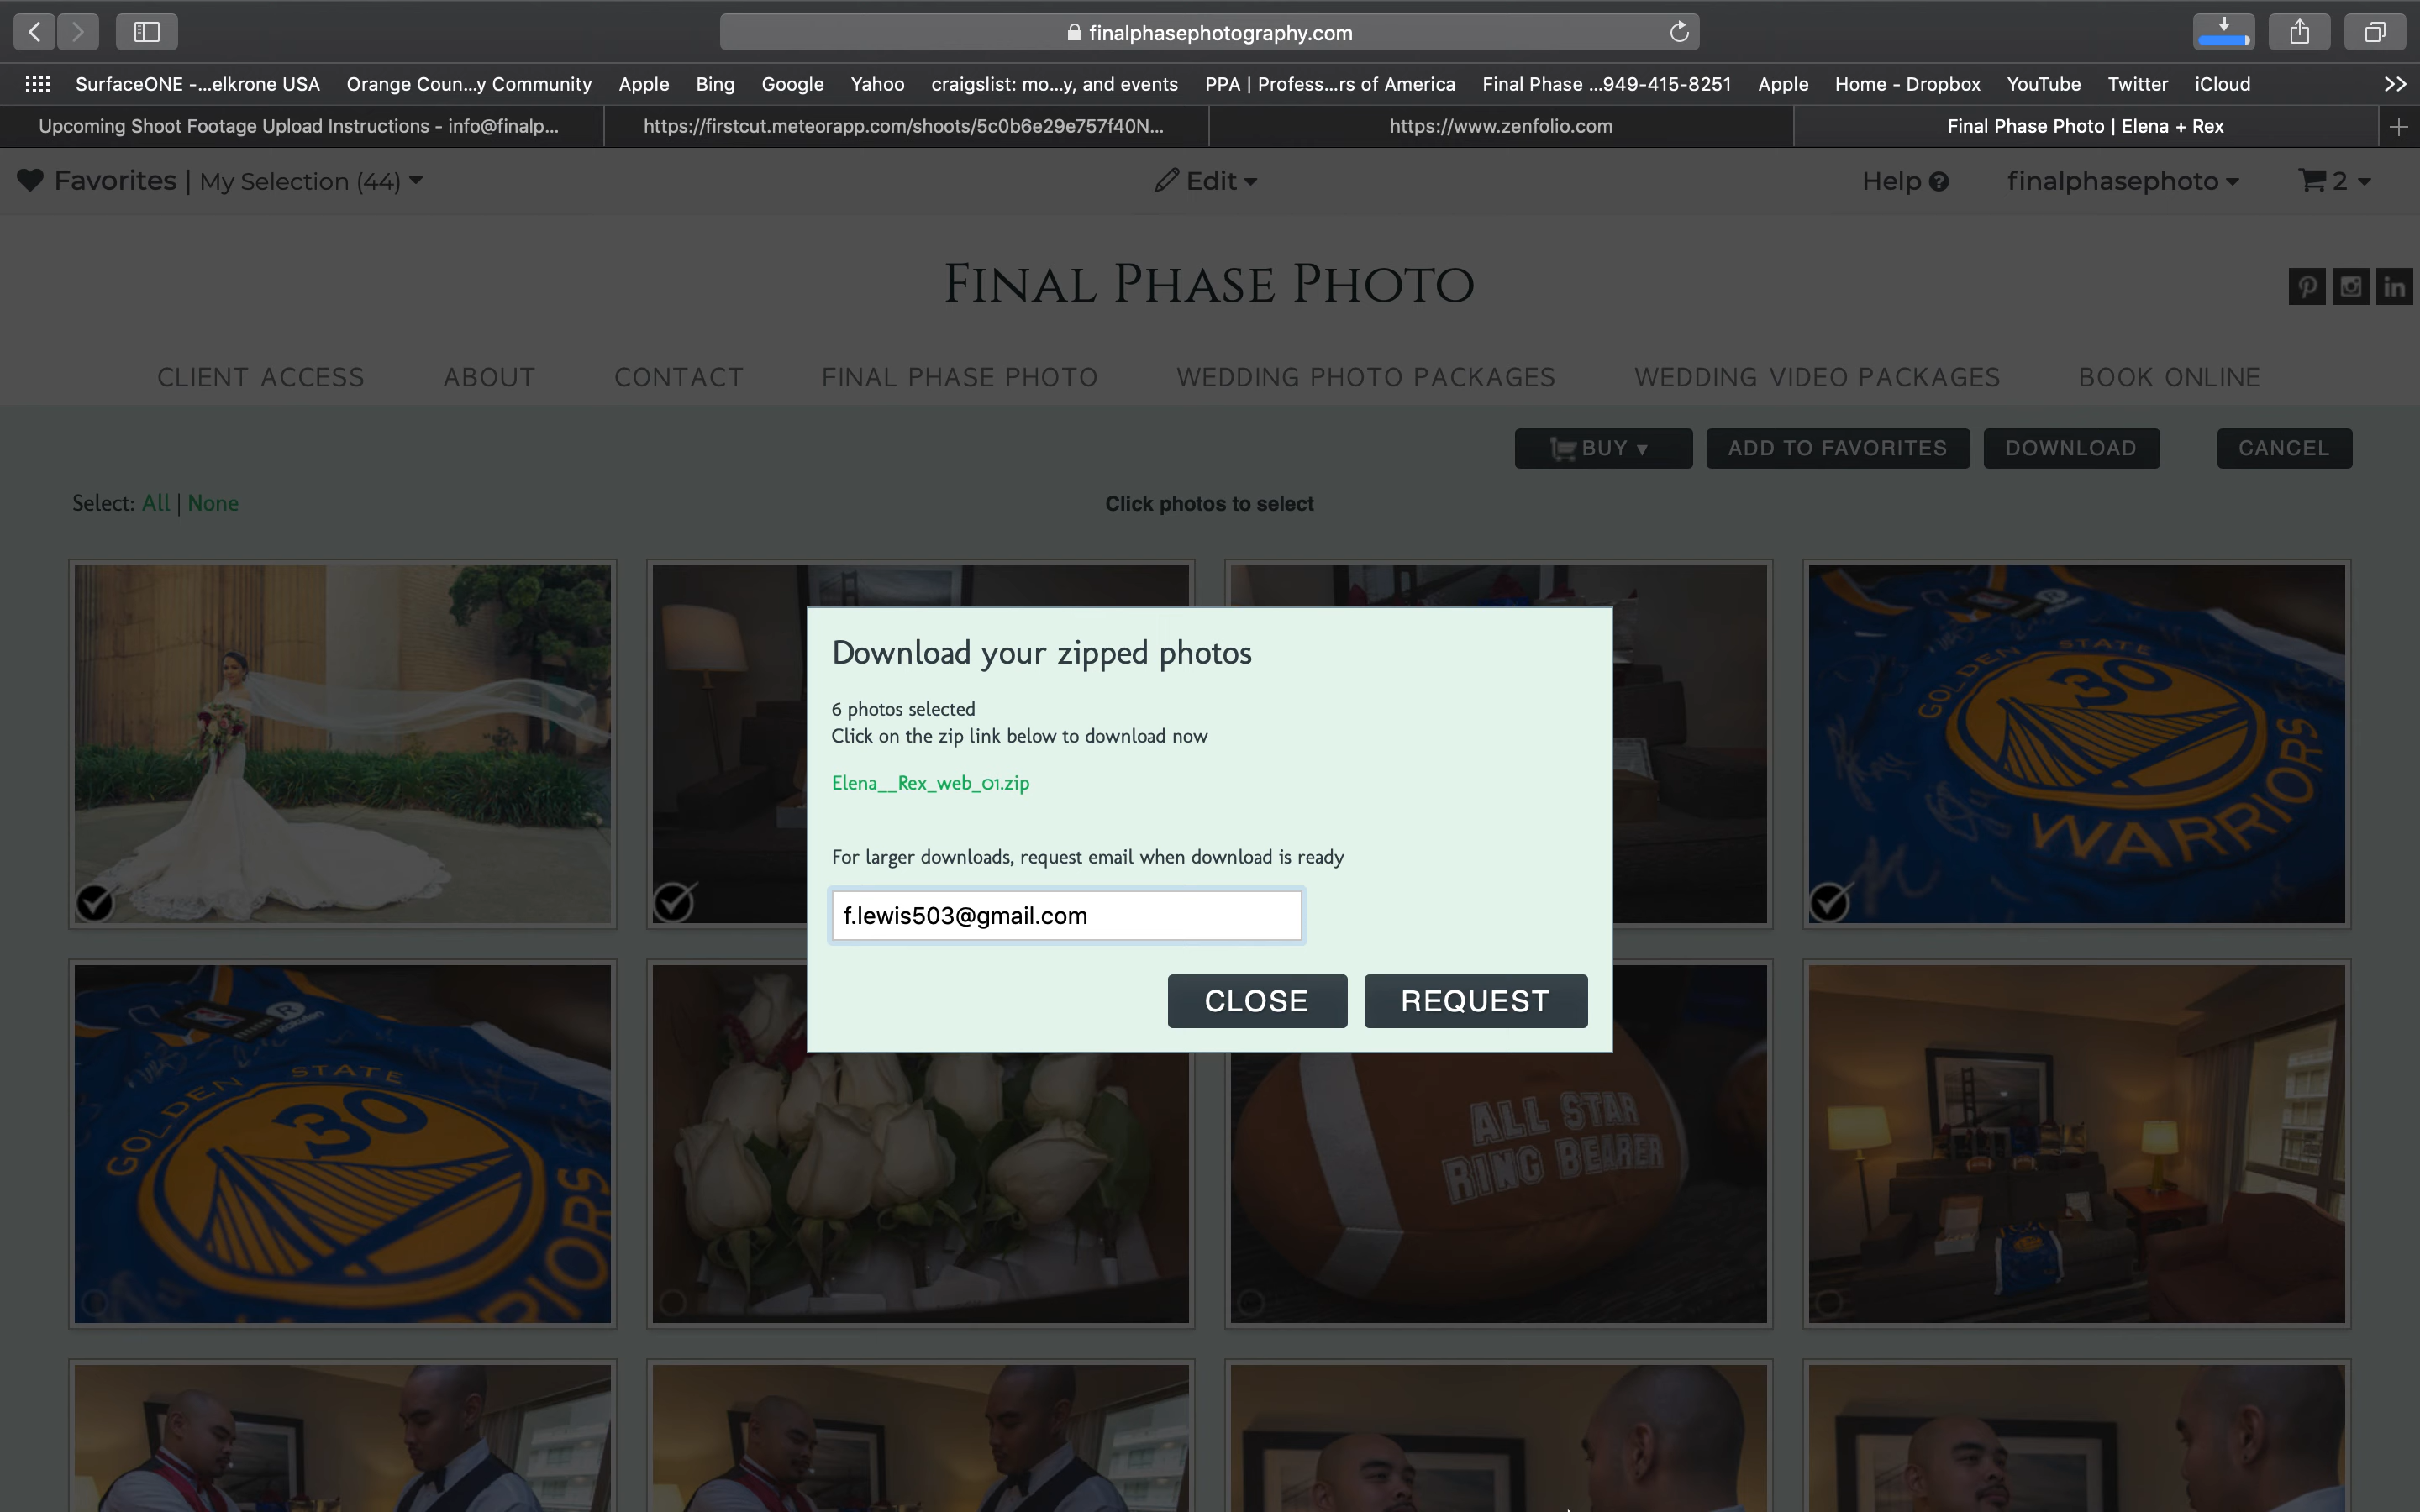 finalphasephotography.com
SurfaceONE -...elkrone USA Orange Coun...y Community Apple Bing Google Yahoo craigslist: mo...y, and events PPA | Profess...rs of America Final Phase ...949-415-8251 Apple Home - Dropbox YouTube Twitter iCloud
Upcoming Shoot Footage Upload Instructions - info@finalp... https://firstcut.meteorapp.com/shoots/5c0b6e29e757f40N... https://www.zenfolio.com Final Phase Photo | Elena + Rex
Favorites | My Selection (44) Edit Help finalphasephoto 2
FINAL PHASE PHOTO
CLIENT ACCESS ABOUT CONTACT FINAL PHASE PHOTO WEDDING PHOTO PACKAGES WEDDING VIDEO PACKAGES BOOK ONLINE
BUY ADD TO FAVORITES DOWNLOAD CANCEL
Select: All | None Click photos to select
Download your zipped photos
6 photos selected
Click on the zip link below to download now
Elena__Rex_web_01.zip
For larger downloads, request email when download is ready
f.lewis503@gmail.com
CLOSE REQUEST
GOLDEN STATE
30
WARRIORS
Rakuten
GOLDEN STATE
30
WARRIORS
ALL STAR
RING BEARER